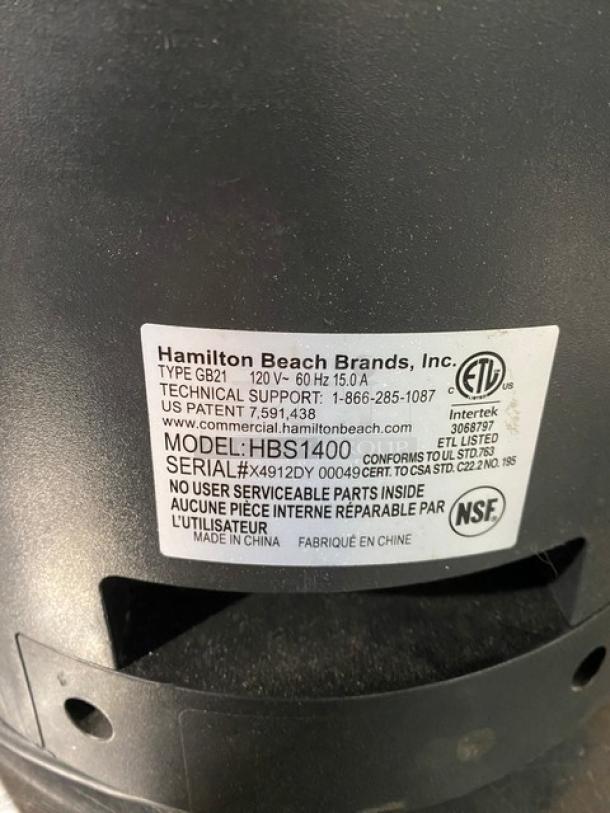 Hamilton Beach Brands, Inc.
TYPE GB21 120 V~ 60 Hz 15.0 A
TECHNICAL SUPPORT: 1-866-285-1087
US PATENT 7,591,438
www.commercial.hamiltonbeach.com
MODEL:HBS1400
SERIAL#X4912DY 00049
C ETL US
Intertek
3068797
ETL LISTED
CONFORMS TO UL STD.763
CERT. TO CSA STD. C22.2 NO. 195
NO USER SERVICEABLE PARTS INSIDE
AUCUNE PIÈCE INTERNE RÉPARABLE PAR
L'UTILISATEUR
NSF®
MADE IN CHINA FABRIQUÉ EN CHINE